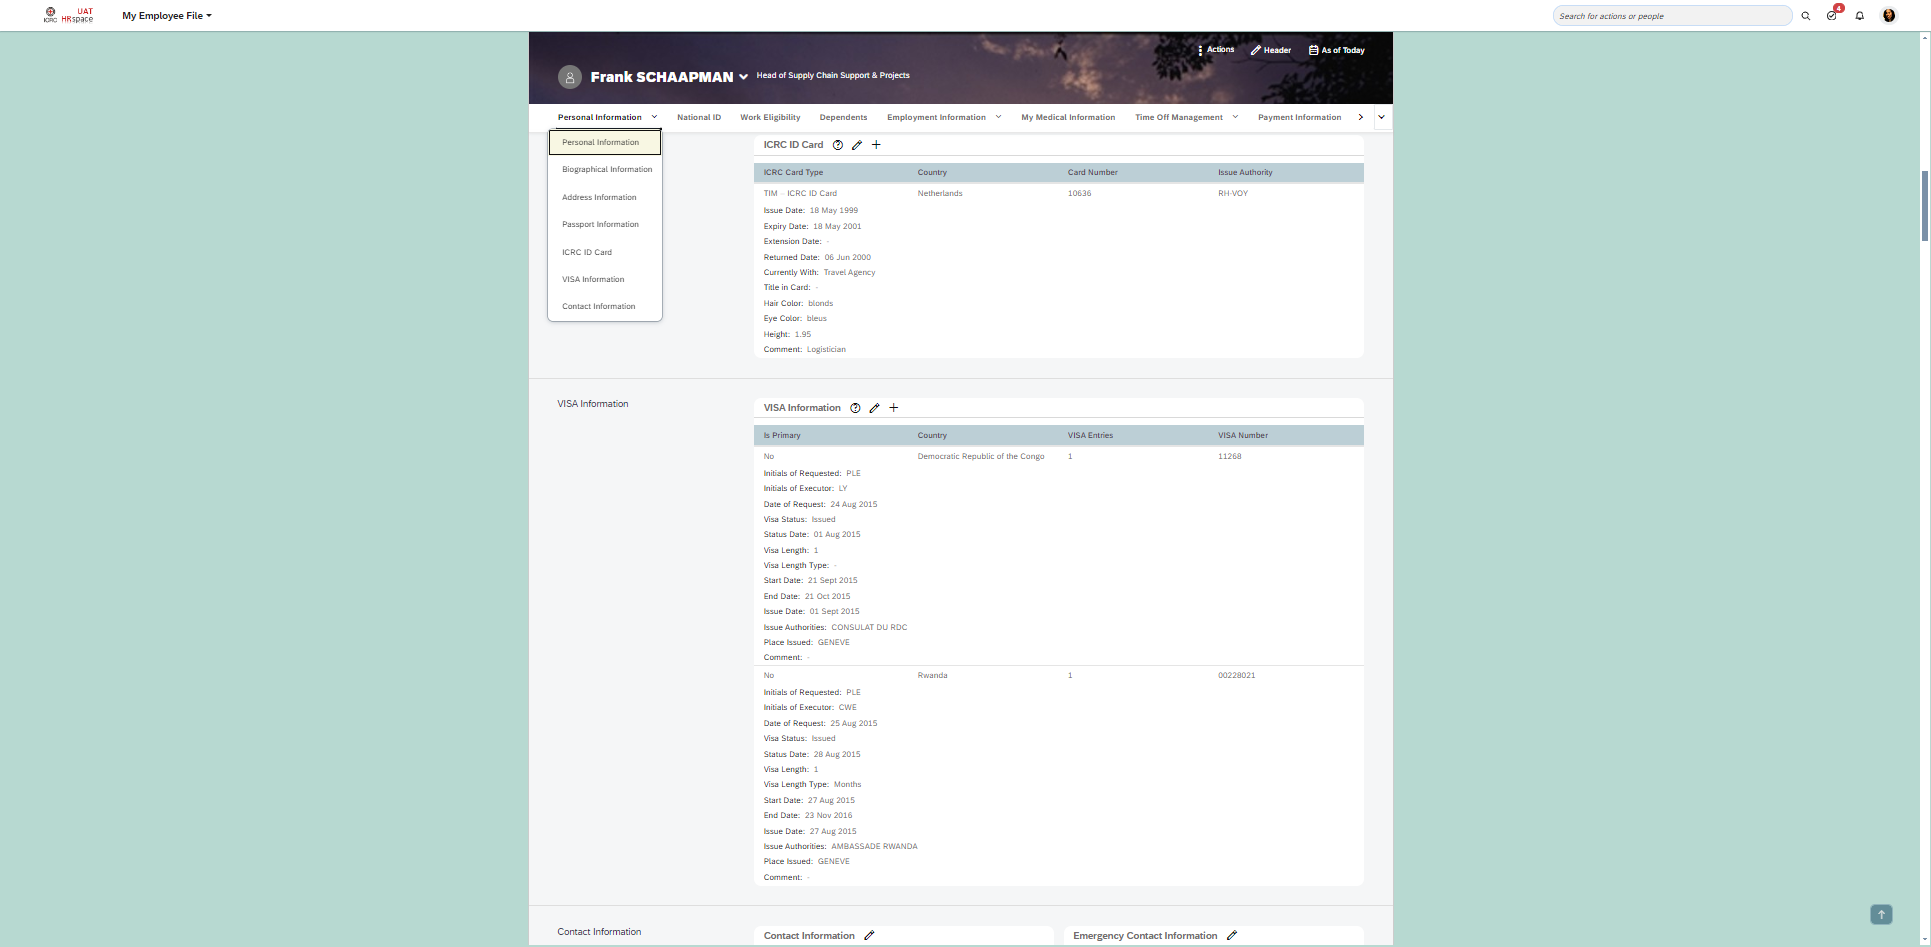 ICRC UAT HRspace My Employee File Search for actions or people 4
Actions Header As of Today
Frank SCHAAPMAN Head of Supply Chain Support & Projects
Personal Information National ID Work Eligibility Dependents Employment Information My Medical Information Time Off Management Payment Information
Personal Information
Biographical Information
Address Information
Passport Information
ICRC ID Card
VISA Information
Contact Information
ICRC ID Card
ICRC Card Type Country Card Number Issue Authority
TIM - ICRC ID Card Netherlands 10636 RH-VOY
Issue Date: 18 May 1999
Expiry Date: 18 May 2001
Extension Date: -
Returned Date: 06 Jun 2000
Currently With: Travel Agency
Title in Card: -
Hair Color: blonds
Eye Color: bleus
Height: 1.95
Comment: Logistician
VISA Information
VISA Information
Is Primary Country VISA Entries VISA Number
No Democratic Republic of the Congo 1 11268
Initials of Requested: PLE
Initials of Executor: LY
Date of Request: 24 Aug 2015
Visa Status: Issued
Status Date: 01 Aug 2015
Visa Length: 1
Visa Length Type: -
Start Date: 21 Sept 2015
End Date: 21 Oct 2015
Issue Date: 01 Sept 2015
Issue Authorities: CONSULAT DU RDC
Place Issued: GENEVE
Comment: -
No Rwanda 1 00228021
Initials of Requested: PLE
Initials of Executor: CWE
Date of Request: 25 Aug 2015
Visa Status: Issued
Status Date: 28 Aug 2015
Visa Length: 1
Visa Length Type: Months
Start Date: 27 Aug 2015
End Date: 23 Nov 2016
Issue Date: 27 Aug 2015
Issue Authorities: AMBASSADE RWANDA
Place Issued: GENEVE
Comment: -
Contact Information
Contact Information Emergency Contact Information